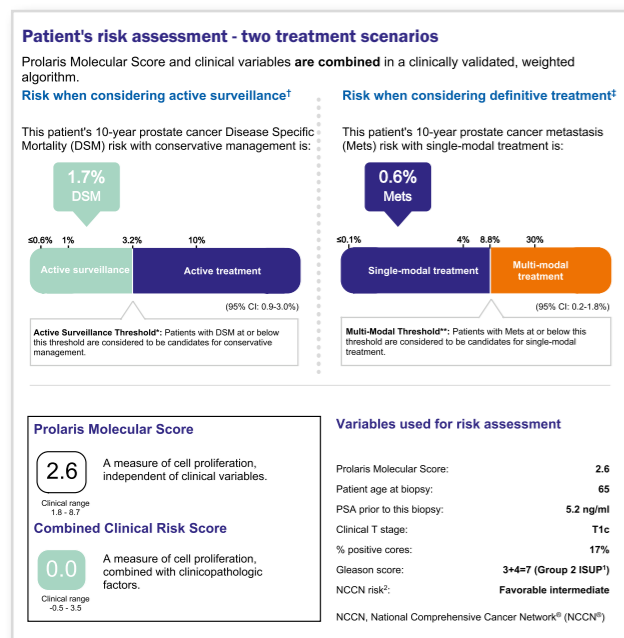 Patient's risk assessment - two treatment scenarios
Prolaris Molecular Score and clinical variables are combined in a clinically validated, weighted
algorithm.
Risk when considering active surveillance†
This patient's 10-year prostate cancer Disease Specific
Mortality (DSM) risk with conservative management is:
1.7%
DSM
≤0.6% 1% 3.2% 10%
Active surveillance Active treatment
(95% CI: 0.9-3.0%)
Active Surveillance Threshold*: Patients with DSM at or below
this threshold are considered to be candidates for conservative
management.
Risk when considering definitive treatment‡
This patient's 10-year prostate cancer metastasis
(Mets) risk with single-modal treatment is:
0.6%
Mets
≤0.1% 4% 8.8% 30%
Single-modal treatment Multi-modal
treatment
(95% CI: 0.2-1.8%)
Multi-Modal Threshold**: Patients with Mets at or below this
threshold are considered to be candidates for single-modal
treatment.
Prolaris Molecular Score
2.6
A measure of cell proliferation,
independent of clinical variables.
Clinical range
1.8 - 8.7
Combined Clinical Risk Score
0.0
A measure of cell proliferation,
combined with clinicopathologic
factors.
Clinical range
-0.5 - 3.5
Variables used for risk assessment
Prolaris Molecular Score: 2.6
Patient age at biopsy: 65
PSA prior to this biopsy: 5.2 ng/ml
Clinical T stage: T1c
% positive cores: 17%
Gleason score: 3+4=7 (Group 2 ISUP¹)
NCCN risk²: Favorable intermediate
NCCN, National Comprehensive Cancer Network® (NCCN®)